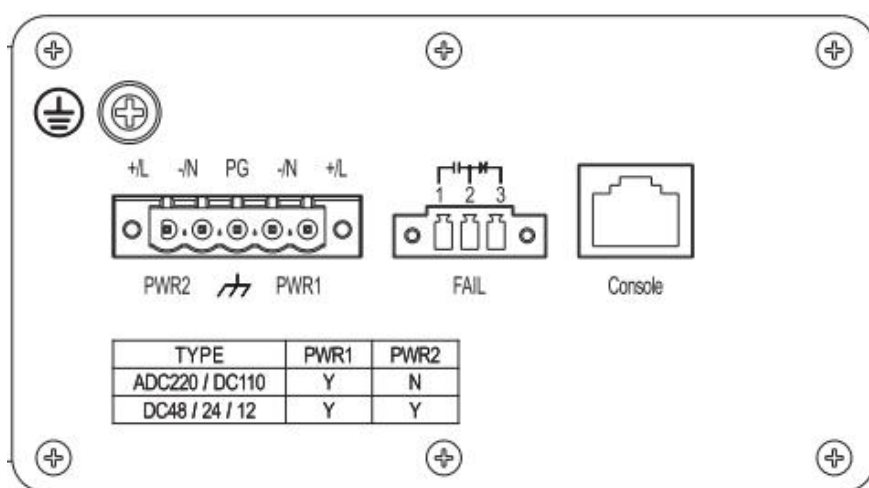 +/L -/N PG -/N +/L
1 2 3
PWR2 PWR1
FAIL
Console
TYPE PWR1 PWR2
ADC220 / DC110 Y N
DC48 / 24 / 12 Y Y